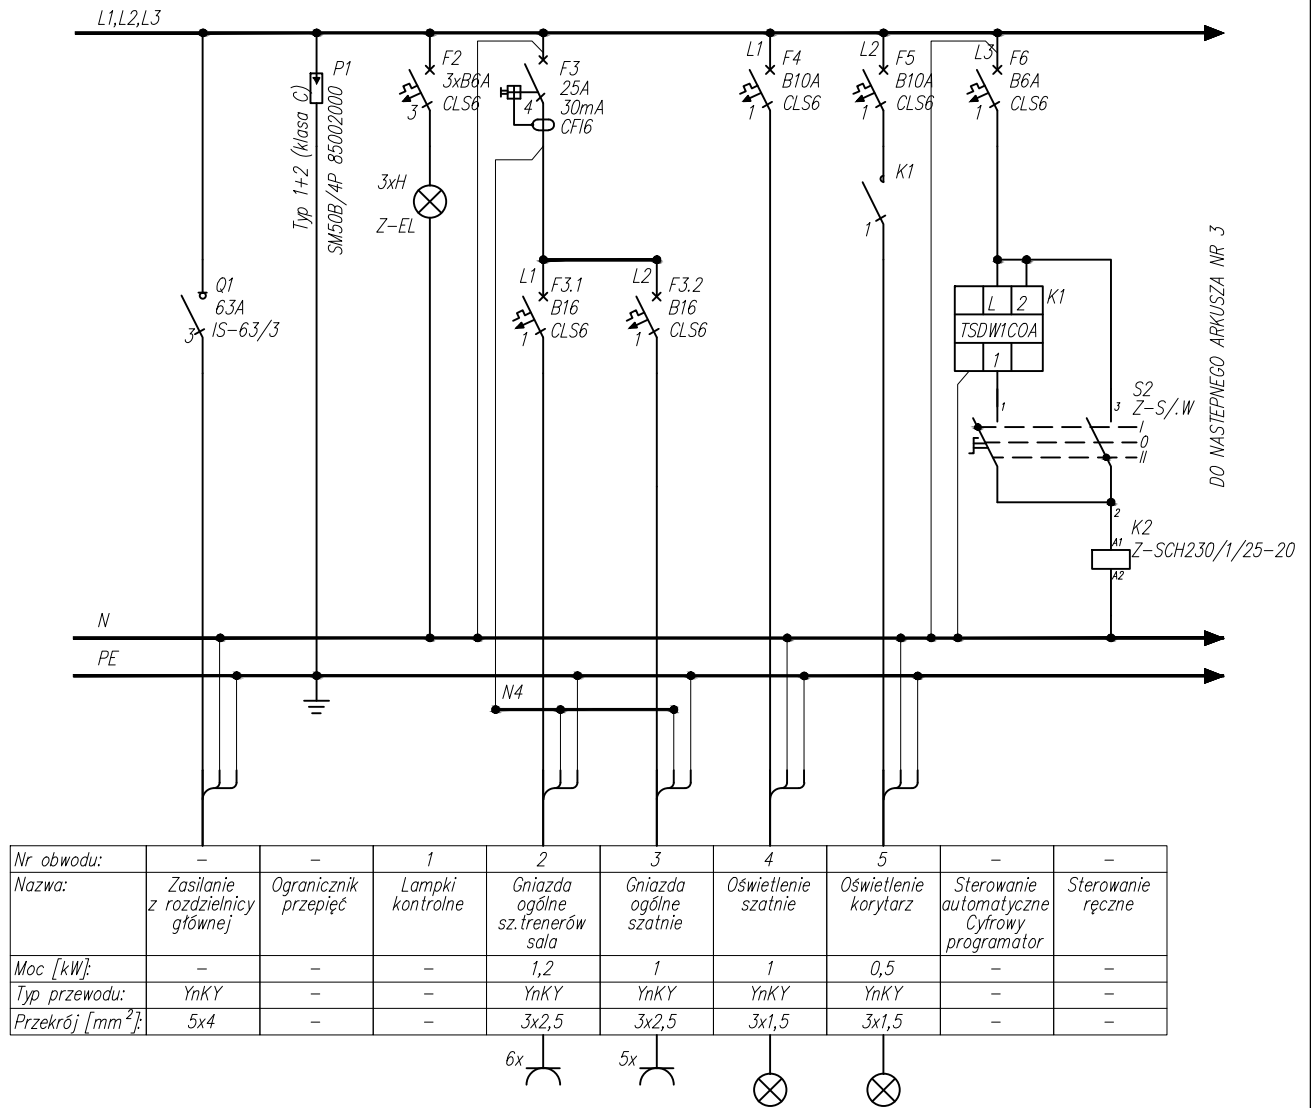 L1,L2,L3
P1
Typ 1+2 (klasa C)
SM50B/4P 85002000
F2
3xB6A
CLS6
3
3xH
Z-EL
F3
25A
30mA
CFI6
4
L1
F4
B10A
CLS6
1
L2
F5
B10A
CLS6
1
L3
F6
B6A
CLS6
1
K1
1
Q1
63A
IS-63/3
3
L1
F3.1
B16
CLS6
1
L2
F3.2
B16
CLS6
1
L
2
K1
TSDW1COA
1
S2
Z-S/.W
1
3
I
0
II
2
K2
A1
Z-SCH230/1/25-20
A2
DO NASTEPNEGO ARKUSZA NR 3
N
PE
N4
Nr obwodu: - - 1 2 3 4 5 - -
Nazwa:
Zasilanie
z rozdzielnicy
głównej
Ogranicznik
przepięć
Lampki
kontrolne
Gniazda
ogólne
sz.trenerów
sala
Gniazda
ogólne
szatnie
Oświetlenie
szatnie
Oświetlenie
korytarz
Sterowanie
automatyczne
Cyfrowy
programator
Sterowanie
ręczne
Moc [kW]: - - - 1,2 1 1 0,5 - -
Typ przewodu: YnKY - - YnKY YnKY YnKY YnKY - -
Przekrój [mm²]: 5x4 - - 3x2,5 3x2,5 3x1,5 3x1,5 - -
6x
5x